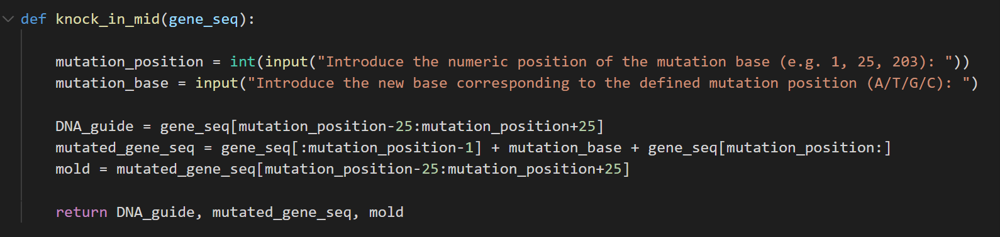 def knock_in_mid(gene_seq):
mutation_position = int(input("Introduce the numeric position of the mutation base (e.g. 1, 25, 203): "))
mutation_base = input("Introduce the new base corresponding to the defined mutation position (A/T/G/C): ")
DNA_guide = gene_seq[mutation_position-25:mutation_position+25]
mutated_gene_seq = gene_seq[:mutation_position-1] + mutation_base + gene_seq[mutation_position:]
mold = mutated_gene_seq[mutation_position-25:mutation_position+25]
return DNA_guide, mutated_gene_seq, mold